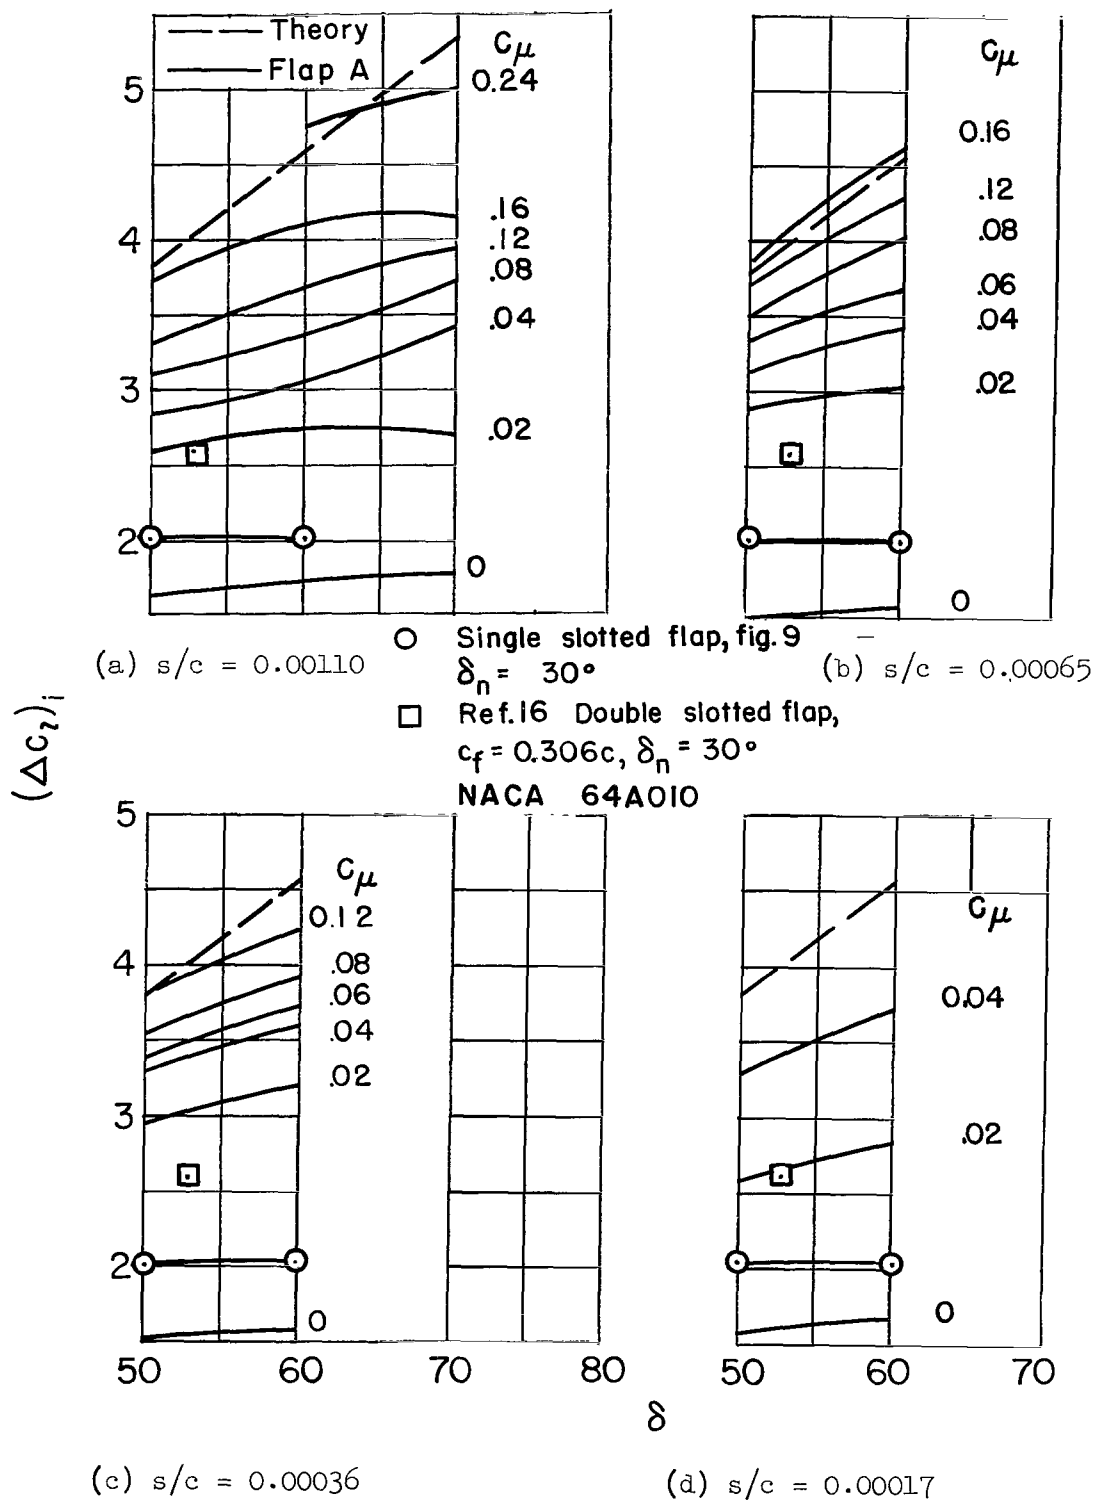 Theory
Flap A
Cμ
0.24
.16
.12
.08
.04
.02
0
5
4
3
2
Cμ
0.16
.12
.08
.06
.04
.02
0
(a) s/c = 0.00110
○ Single slotted flap, fig. 9
δn = 30°
(b) s/c = 0.00065
□ Ref. 16 Double slotted flap,
cf = 0.306c, δn = 30°
NACA 64A010
(Δcl)i
5
4
3
2
Cμ
0.12
.08
.06
.04
.02
0
Cμ
0.04
.02
0
50 60 70 80
50 60 70
δ
(c) s/c = 0.00036
(d) s/c = 0.00017